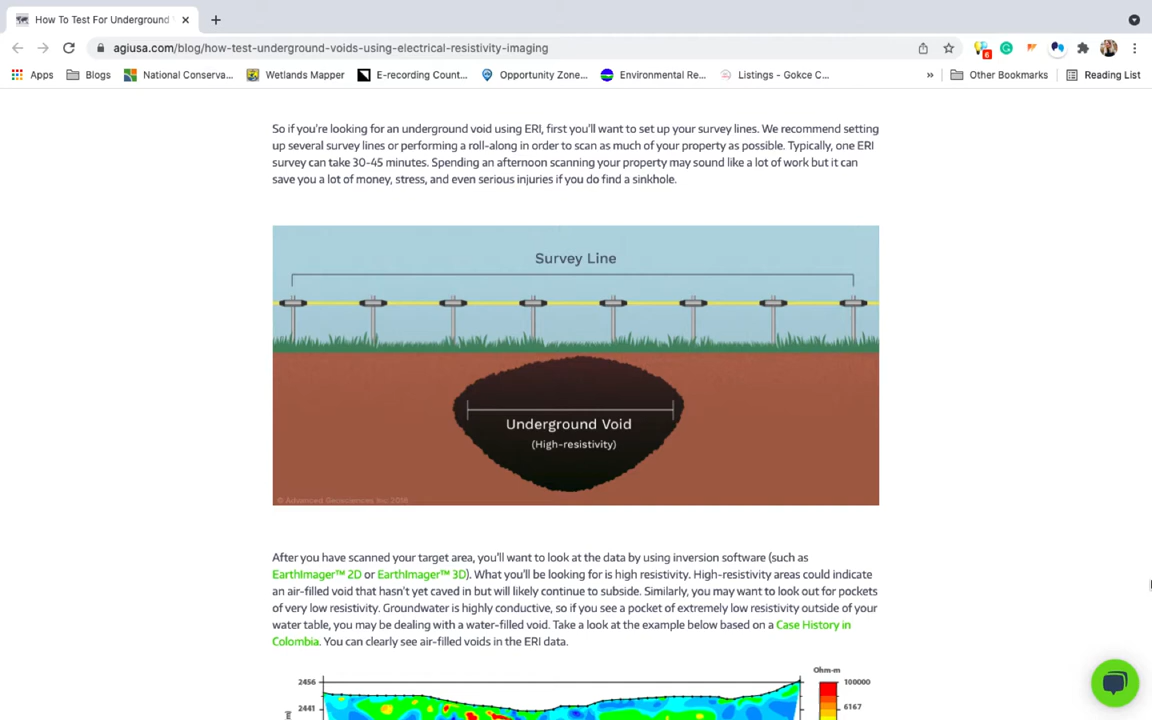 How To Test For Underground
agiusa.com/blog/how-test-underground-voids-using-electrical-resistivity-imaging
6
Apps Blogs National Conserva... Wetlands Mapper E-recording Count... Opportunity Zone... Environmental Re... Listings - Gokce C... » Other Bookmarks Reading List
So if you're looking for an underground void using ERI, first you'll want to set up your survey lines. We recommend setting
up several survey lines or performing a roll-along in order to scan as much of your property as possible. Typically, one ERI
survey can take 30-45 minutes. Spending an afternoon scanning your property may sound like a lot of work but it can
save you a lot of money, stress, and even serious injuries if you do find a sinkhole.
Survey Line
Underground Void
(High-resistivity)
© Advanced Geosciences Inc. 2016
After you have scanned your target area, you'll want to look at the data by using inversion software (such as
EarthImager™ 2D or EarthImager™ 3D). What you'll be looking for is high resistivity. High-resistivity areas could indicate
an air-filled void that hasn't yet caved in but will likely continue to subside. Similarly, you may want to look out for pockets
of very low resistivity. Groundwater is highly conductive, so if you see a pocket of extremely low resistivity outside of your
water table, you may be dealing with a water-filled void. Take a look at the example below based on a Case History in
Colombia. You can clearly see air-filled voids in the ERI data.
Ohm-m
2456 100000
2441 6167